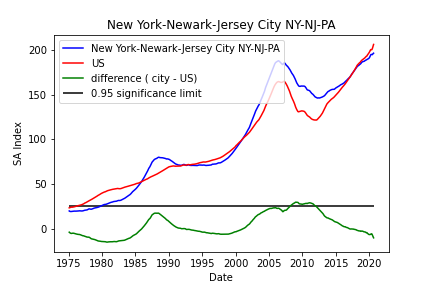 New York-Newark-Jersey City NY-NJ-PA
New York-Newark-Jersey City NY-NJ-PA
US
difference ( city - US)
0.95 significance limit
SA Index
200
150
100
50
0
1975 1980 1985 1990 1995 2000 2005 2010 2015 2020
Date